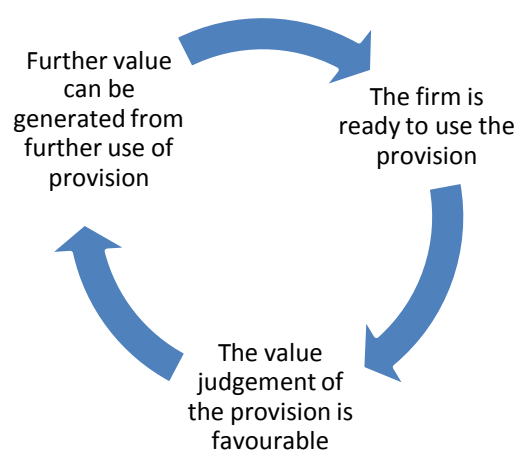 Further value
can be
generated from
further use of
provision
The firm is
ready to use the
provision
The value
judgement of
the provision is
favourable